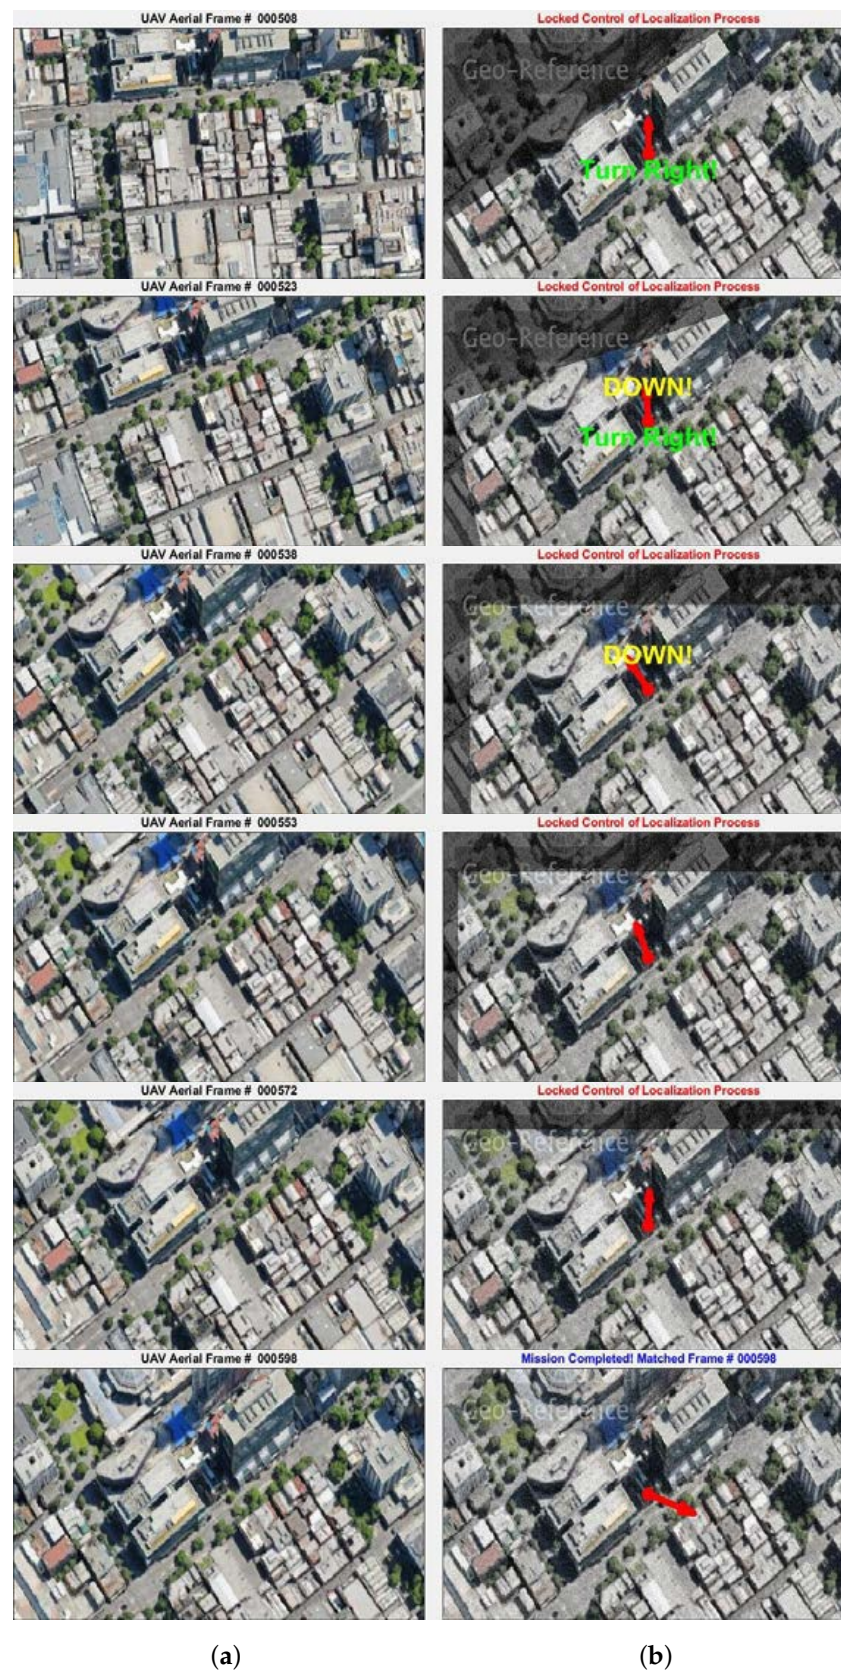 UAV Aerial Frame # 000508
Locked Control of Localization Process
Geo-Reference
Turn Right!
UAV Aerial Frame # 000523
Locked Control of Localization Process
Geo-Reference
DOWN!
Turn Right!
UAV Aerial Frame # 000538
Locked Control of Localization Process
Geo-Reference
DOWN!
UAV Aerial Frame # 000553
Locked Control of Localization Process
Geo-Reference
UAV Aerial Frame # 000572
Locked Control of Localization Process
Geo-Reference
UAV Aerial Frame # 000598
Mission Completed! Matched Frame # 000598
Geo-Reference
(a)
(b)